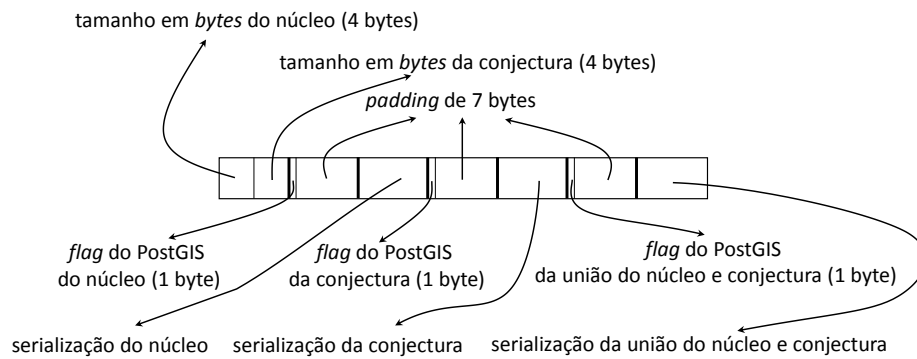 tamanho em bytes do núcleo (4 bytes)
tamanho em bytes da conjectura (4 bytes)
padding de 7 bytes
flag do PostGIS
do núcleo (1 byte)
flag do PostGIS
da conjectura (1 byte)
flag do PostGIS
da união do núcleo e conjectura (1 byte)
serialização do núcleo
serialização da conjectura
serialização da união do núcleo e conjectura